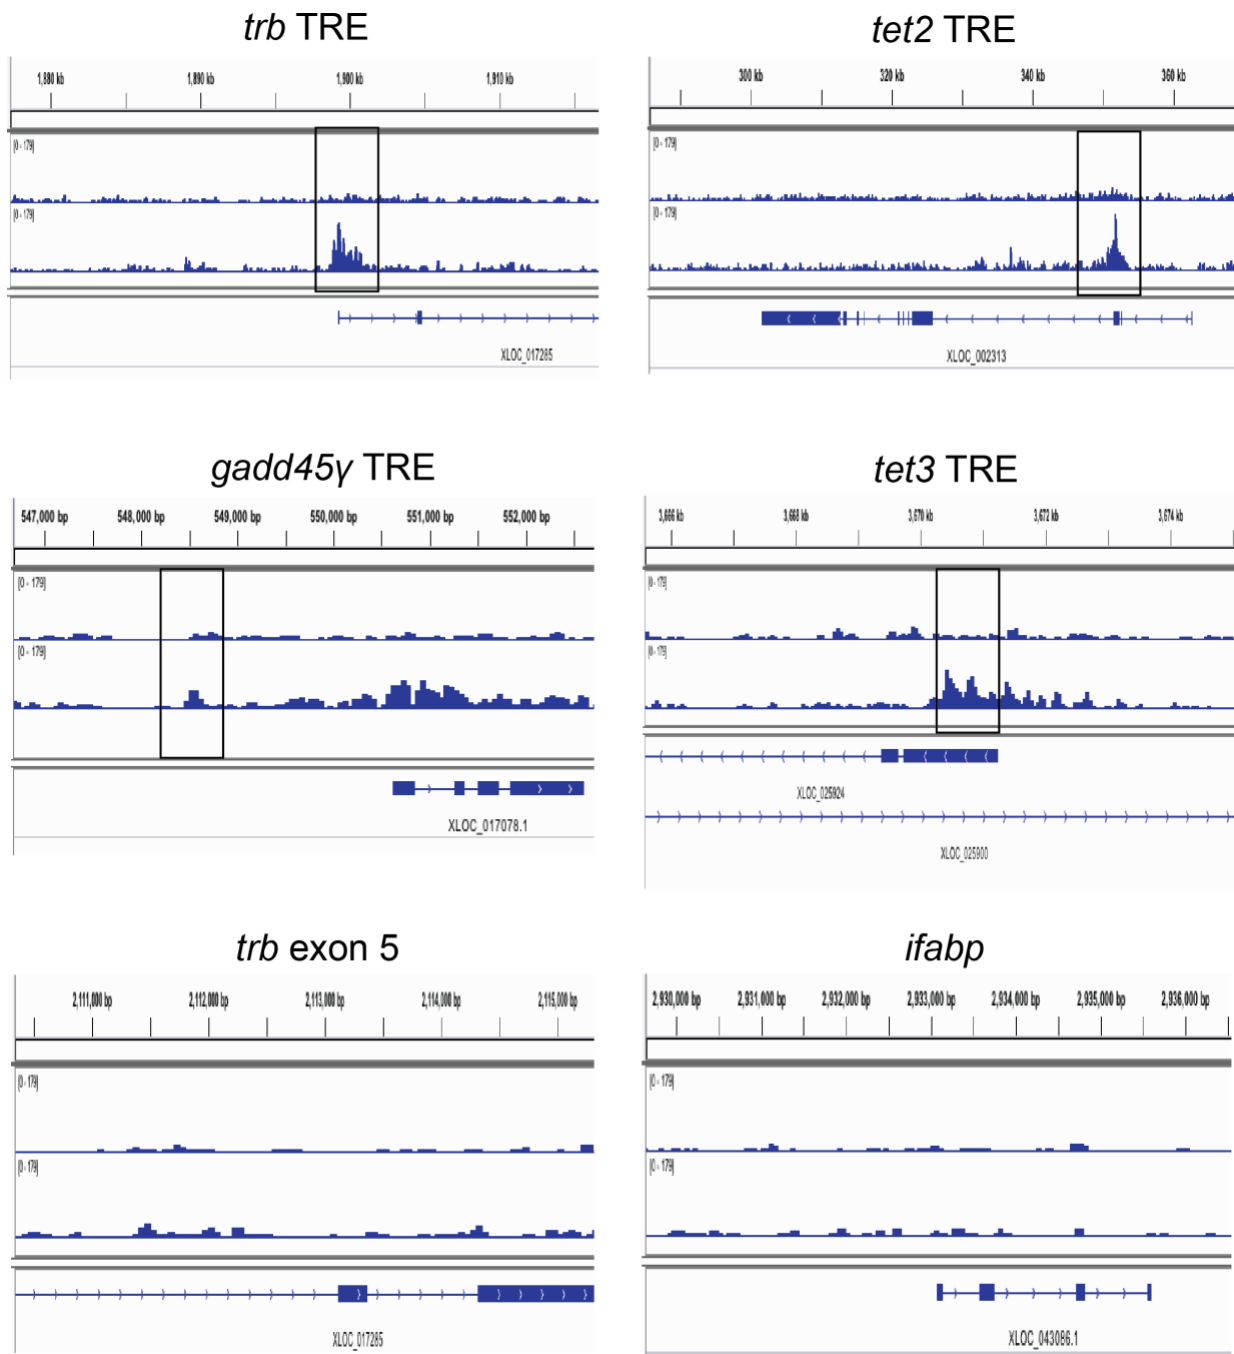 trb TRE
1,880 kb 1,890 kb 1,900 kb 1,910 kb
[0 - 179]
[0 - 179]
XLOC_017285
tet2 TRE
300 kb 320 kb 340 kb 360 kb
[0 - 179]
[0 - 179]
XLOC_002313
gadd45γ TRE
547,000 bp 548,000 bp 549,000 bp 550,000 bp 551,000 bp 552,000 bp
[0 - 179]
[0 - 179]
XLOC_017078.1
tet3 TRE
3,666 kb 3,668 kb 3,670 kb 3,672 kb 3,674 kb
[0 - 179]
[0 - 179]
XLOC_025924
XLOC_025900
trb exon 5
2,111,000 bp 2,112,000 bp 2,113,000 bp 2,114,000 bp 2,115,000 bp
[0 - 179]
[0 - 179]
XLOC_017285
ifabp
2,930,000 bp 2,931,000 bp 2,932,000 bp 2,933,000 bp 2,934,000 bp 2,935,000 bp 2,936,000 bp
[0 - 179]
[0 - 179]
XLOC_043086.1